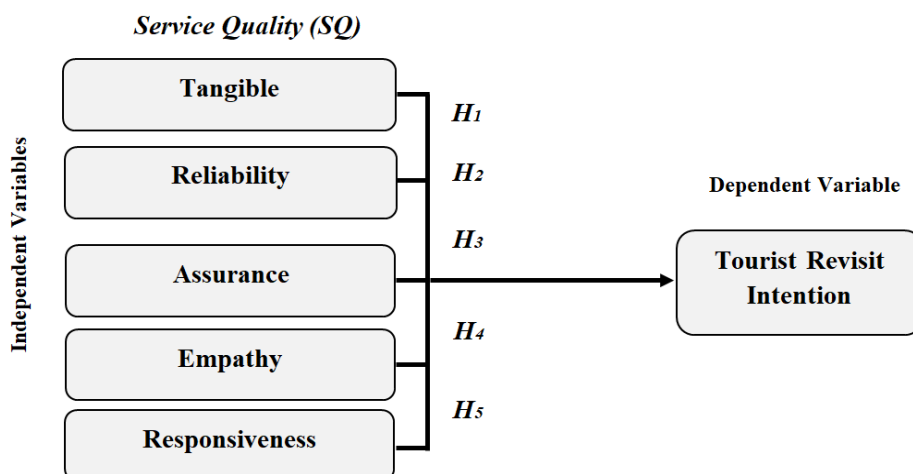 Service Quality (SQ)
Independent Variables
Tangible
H1
Reliability
H2
H3
Assurance
H4
Empathy
H5
Responsiveness
Dependent Variable
Tourist Revisit
Intention